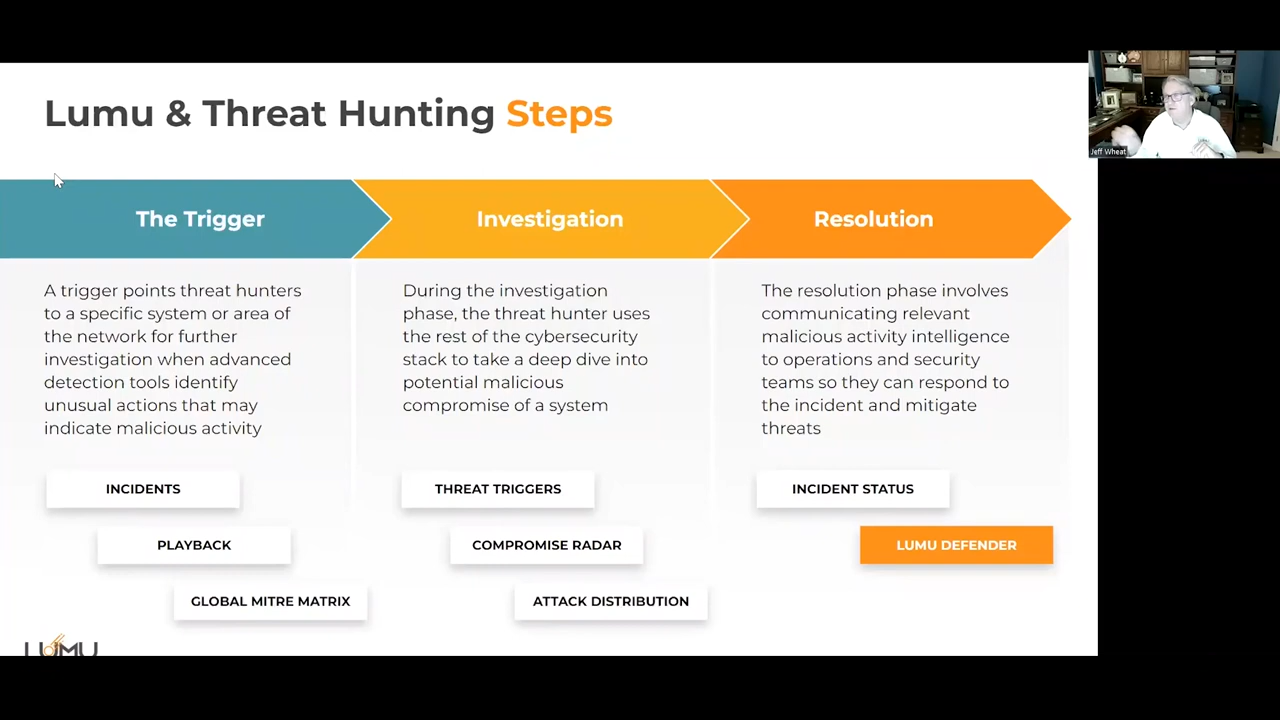 Lumu & Threat Hunting Steps
Jeff Wheat
The Trigger
Investigation
Resolution
A trigger points threat hunters
to a specific system or area of
the network for further
investigation when advanced
detection tools identify
unusual actions that may
indicate malicious activity
During the investigation
phase, the threat hunter uses
the rest of the cybersecurity
stack to take a deep dive into
potential malicious
compromise of a system
The resolution phase involves
communicating relevant
malicious activity intelligence
to operations and security
teams so they can respond to
the incident and mitigate
threats
INCIDENTS
PLAYBACK
GLOBAL MITRE MATRIX
THREAT TRIGGERS
COMPROMISE RADAR
ATTACK DISTRIBUTION
INCIDENT STATUS
LUMU DEFENDER
LUMU